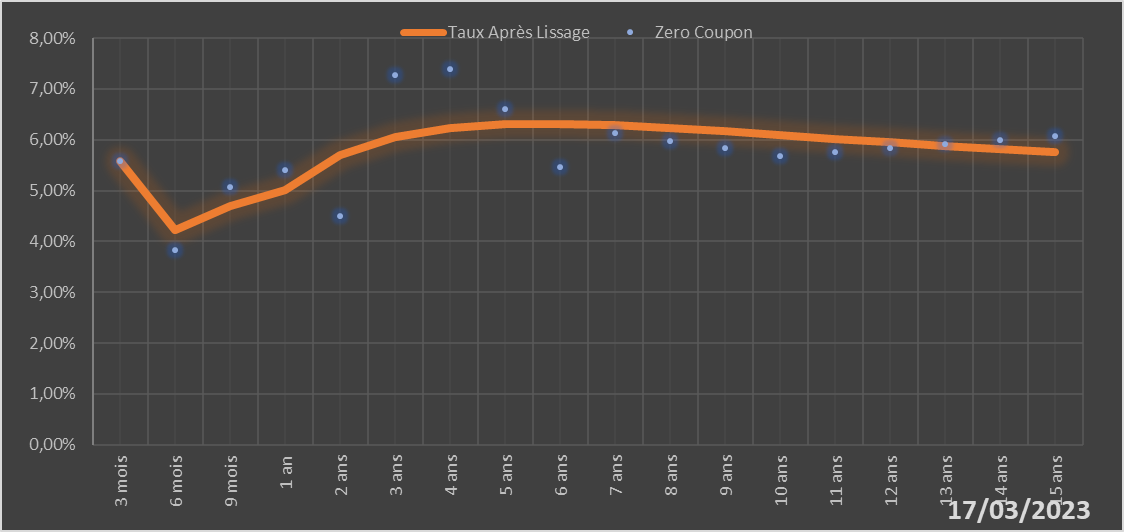 Taux Après Lissage
Zero Coupon
8,00%
7,00%
6,00%
5,00%
4,00%
3,00%
2,00%
1,00%
0,00%
3 mois
6 mois
9 mois
1 an
2 ans
3 ans
4 ans
5 ans
6 ans
7 ans
8 ans
9 ans
10 ans
11 ans
12 ans
13 ans
14 ans
15 ans
17/03/2023